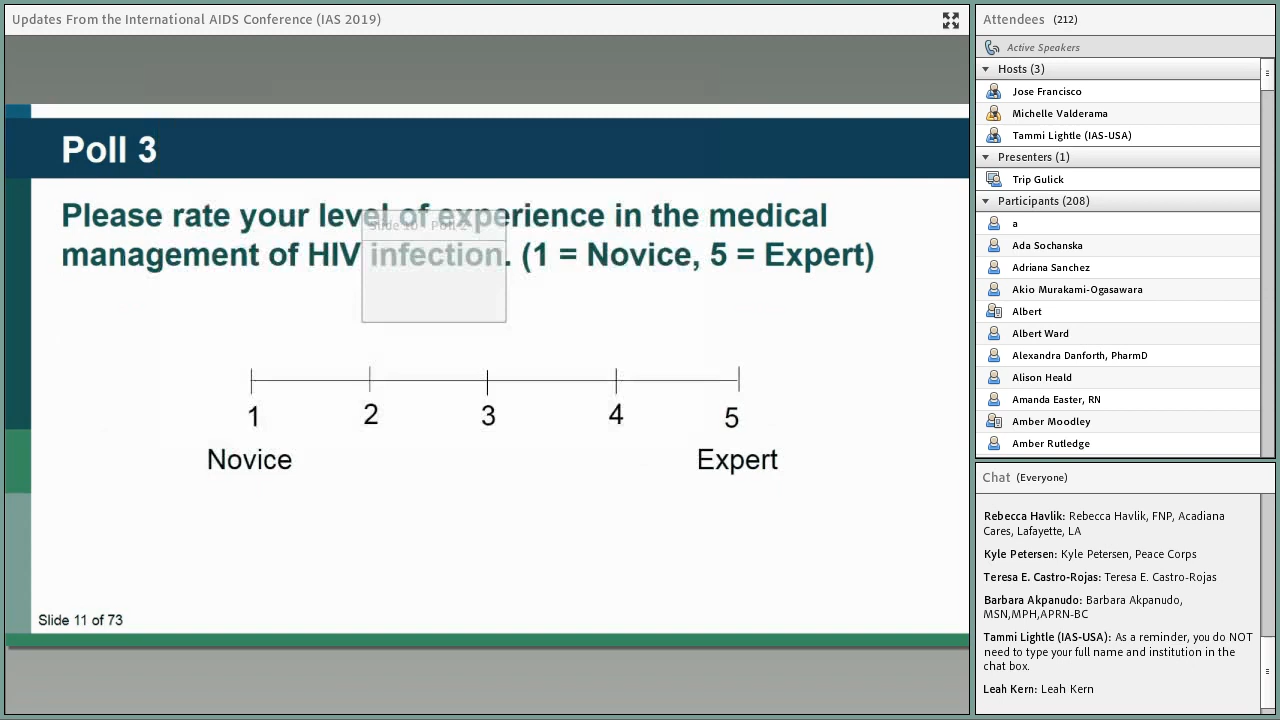 Updates From the International AIDS Conference (IAS 2019)
Poll 3
Please rate your level of experience in the medical
management of HIV infection. (1 = Novice, 5 = Expert)
Slide 10 - Poll 2
1
2
3
4
5
Novice
Expert
Slide 11 of 73
Attendees (212)
Active Speakers
Hosts (3)
Jose Francisco
Michelle Valderama
Tammi Lightle (IAS-USA)
Presenters (1)
Trip Gulick
Participants (208)
a
Ada Sochanska
Adriana Sanchez
Akio Murakami-Ogasawara
Albert
Albert Ward
Alexandra Danforth, PharmD
Alison Heald
Amanda Easter, RN
Amber Moodley
Amber Rutledge
Chat (Everyone)
Rebecca Havlik: Rebecca Havlik, FNP, Acadiana
Cares, Lafayette, LA
Kyle Petersen: Kyle Petersen, Peace Corps
Teresa E. Castro-Rojas: Teresa E. Castro-Rojas
Barbara Akpanudo: Barbara Akpanudo,
MSN,MPH,APRN-BC
Tammi Lightle (IAS-USA): As a reminder, you do NOT
need to type your full name and institution in the
chat box.
Leah Kern: Leah Kern